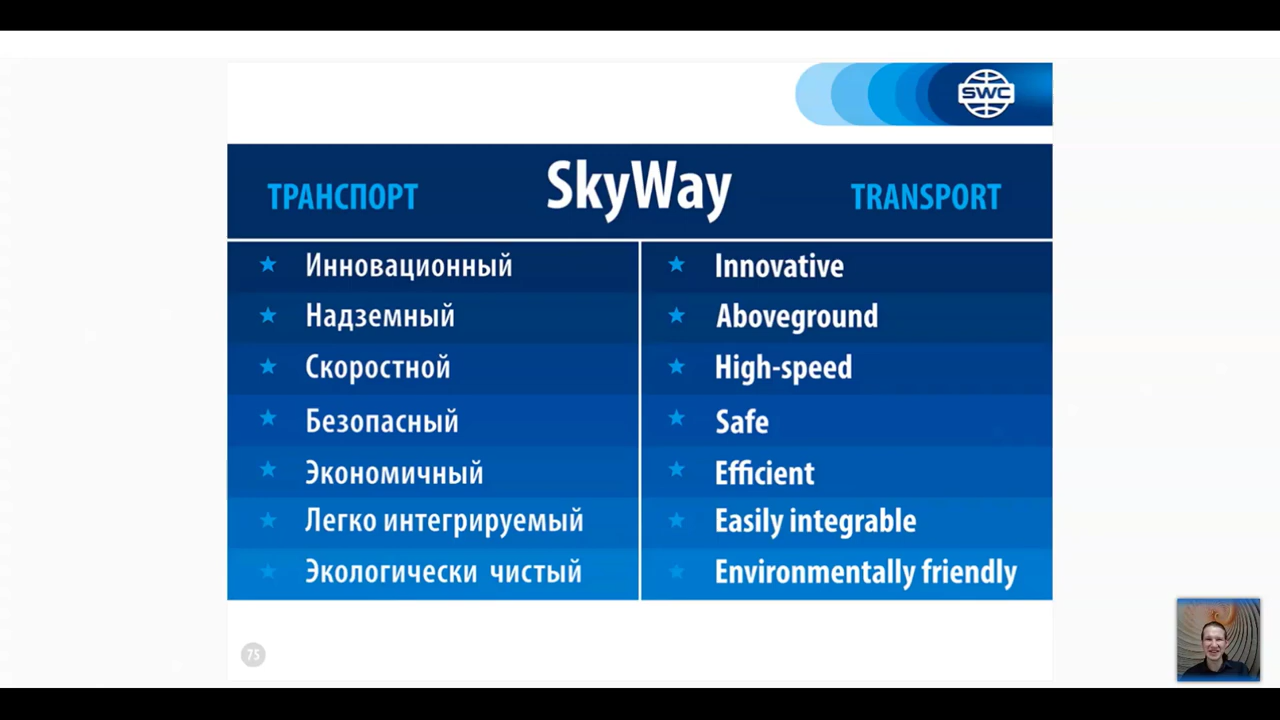 SWC
ТРАНСПОРТ SkyWay TRANSPORT
Инновационный Innovative
Надземный Aboveground
Скоростной High-speed
Безопасный Safe
Экономичный Efficient
Легко интегрируемый Easily integrable
Экологически чистый Environmentally friendly
75